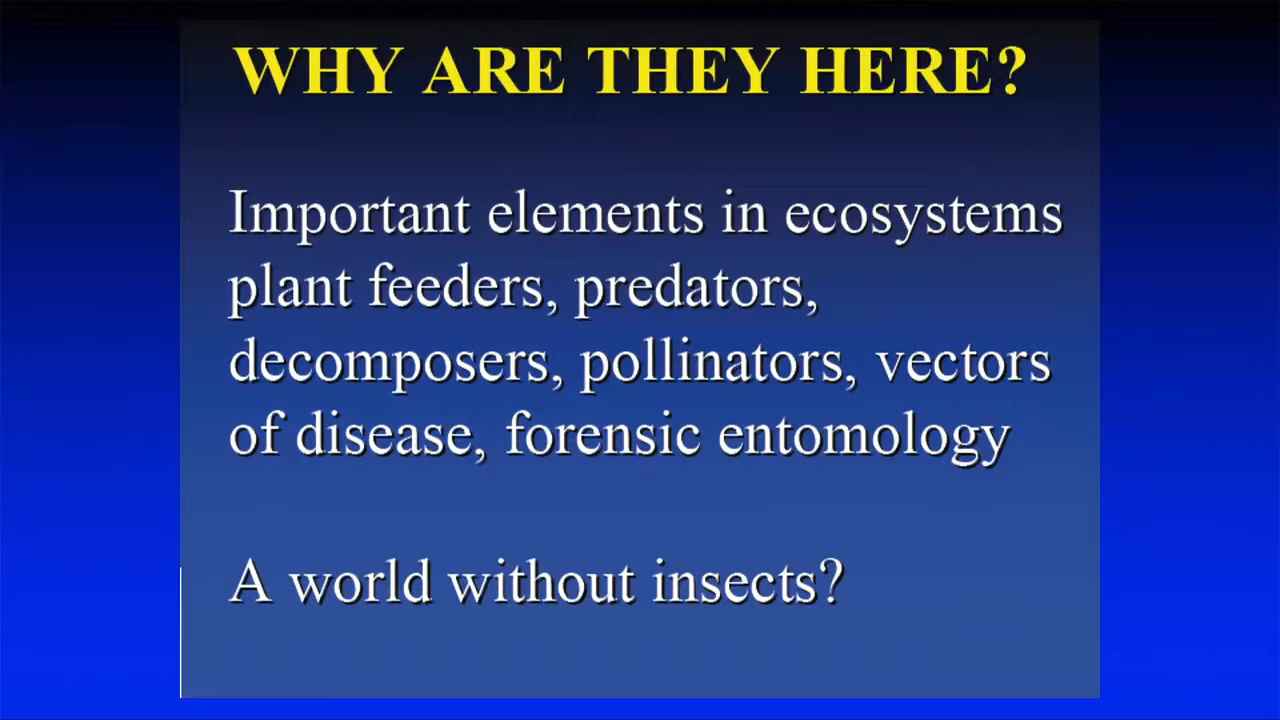 WHY ARE THEY HERE?
Important elements in ecosystems
plant feeders, predators,
decomposers, pollinators, vectors
of disease, forensic entomology
A world without insects?